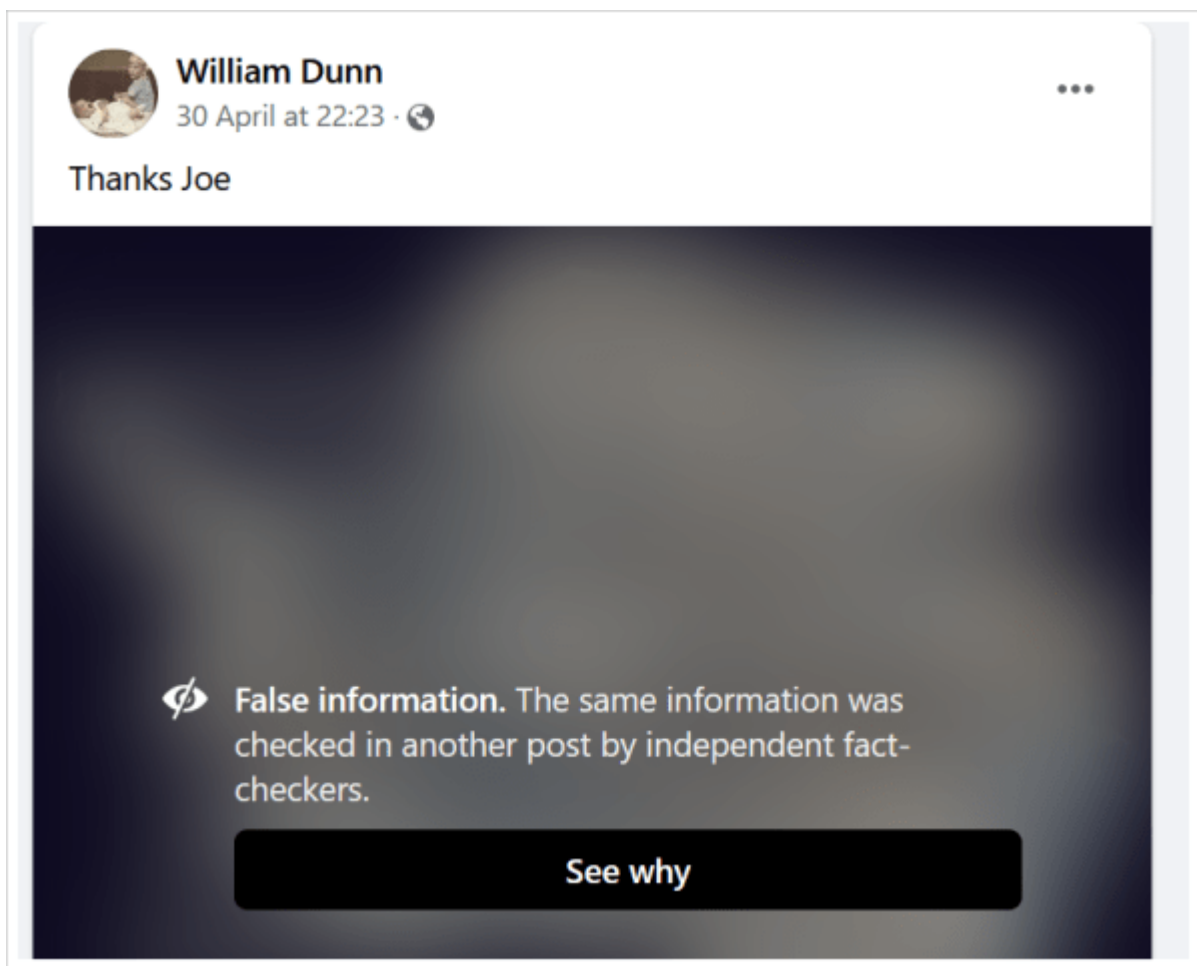 William Dunn
30 April at 22:23 ·
Thanks Joe
False information. The same information was
checked in another post by independent fact-
checkers.
See why